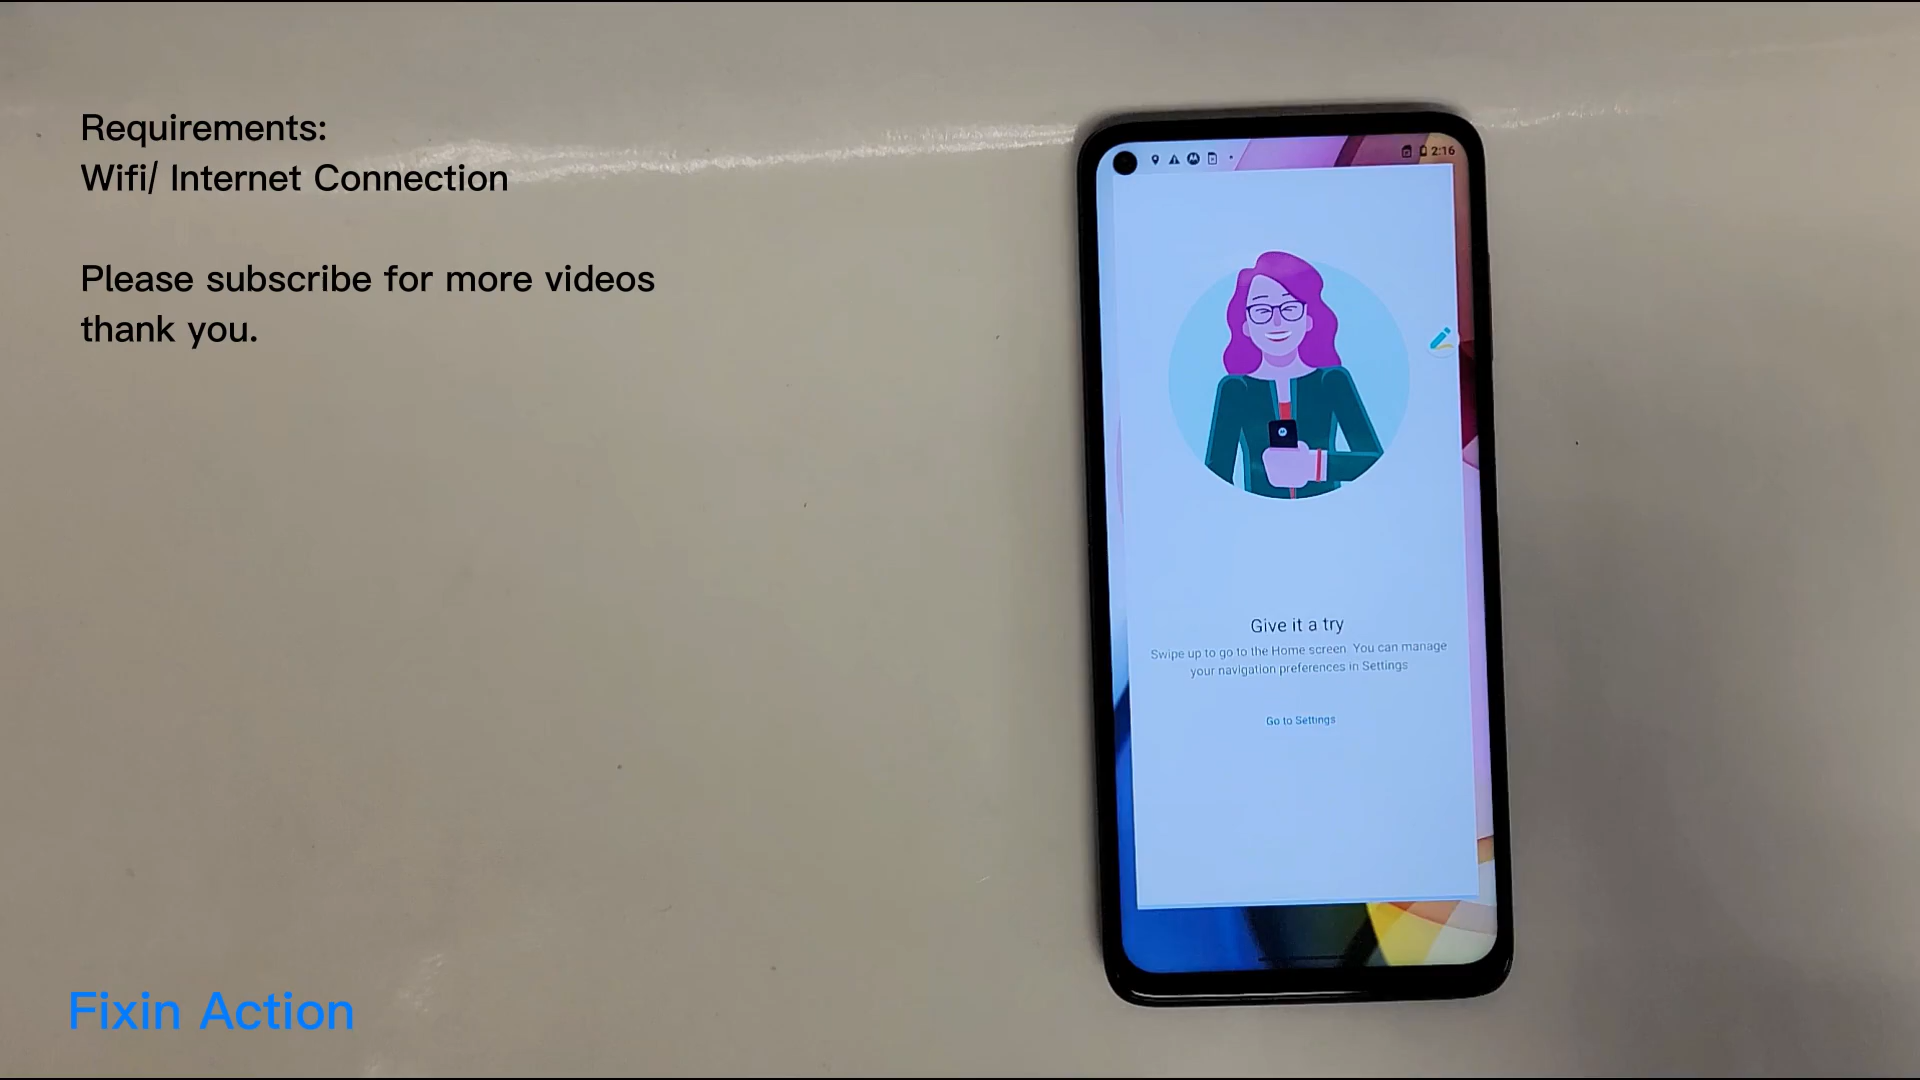 Requirements:
Wifi/ Internet Connection
Please subscribe for more videos
thank you.
2:16
Give it a try
Swipe up to go to the Home screen. You can manage
your navigation preferences in Settings
Go to Settings
Fixin Action